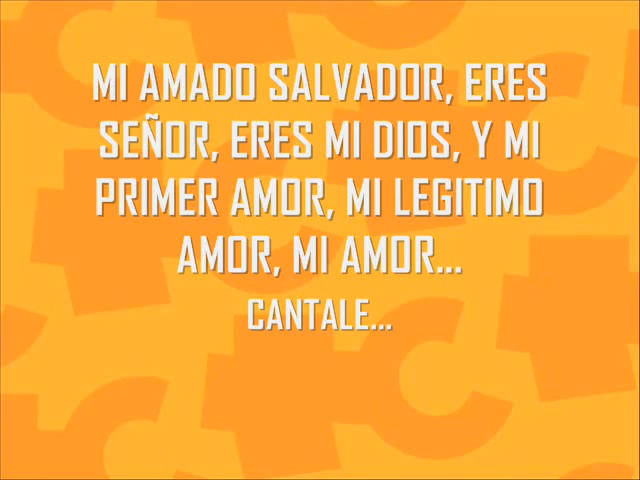 MI AMADO SALVADOR, ERES
SEÑOR, ERES MI DIOS, Y MI
PRIMER AMOR, MI LEGITIMO
AMOR, MI AMOR...
CANTALE...